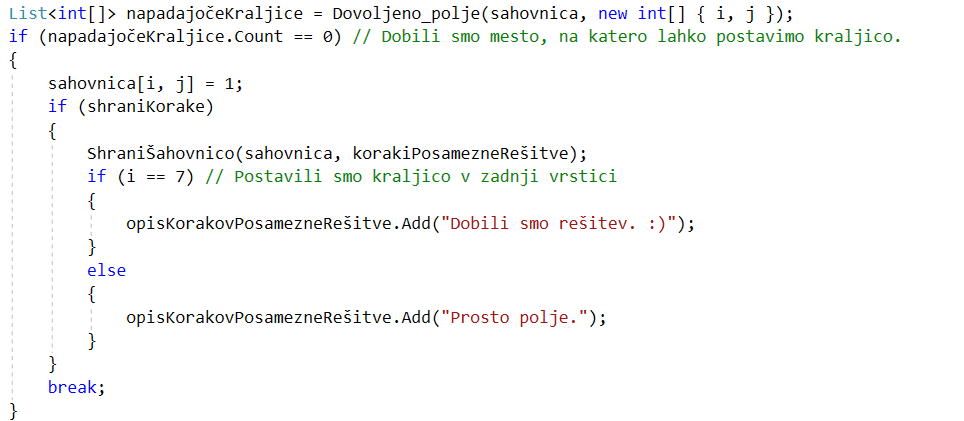 List<int[]> napadajočeKraljice = Dovoljeno_polje(sahovnica, new int[] { i, j });
if (napadajočeKraljice.Count == 0) // Dobili smo mesto, na katero lahko postavimo kraljico.
{
    sahovnica[i, j] = 1;
    if (shraniKorake)
    {
        ShraniŠahovnico(sahovnica, korakiPosamezneRešitve);
        if (i == 7) // Postavili smo kraljico v zadnji vrstici
        {
            opisKorakovPosamezneRešitve.Add("Dobili smo rešitev. :)");
        }
        else
        {
            opisKorakovPosamezneRešitve.Add("Prosto polje.");
        }
    }
    break;
}